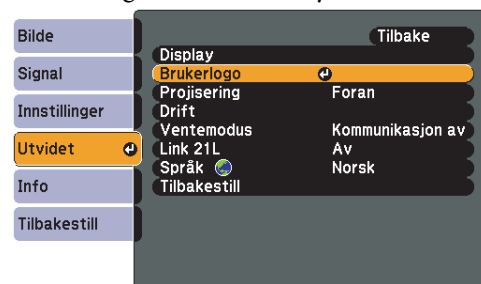 Bilde
Signal
Innstillinger
Utvidet
Info
Tilbakestill
Tilbake
Display
Brukerlogo
Projisering Foran
Drift
Ventemodus Kommunikasjon av
Link 21L Av
Språk Norsk
Tilbakestill